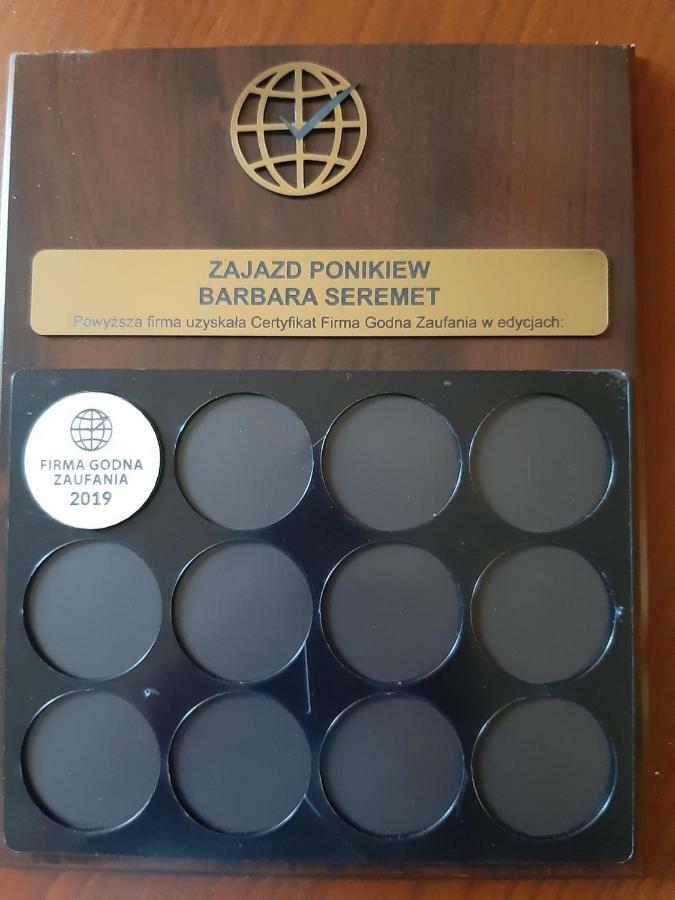 ZAJAZD PONIKIEW
BARBARA SEREMET
Powyższa firma uzyskała Certyfikat Firma Godna Zaufania w edycjach:
FIRMA GODNA
ZAUFANIA
2019